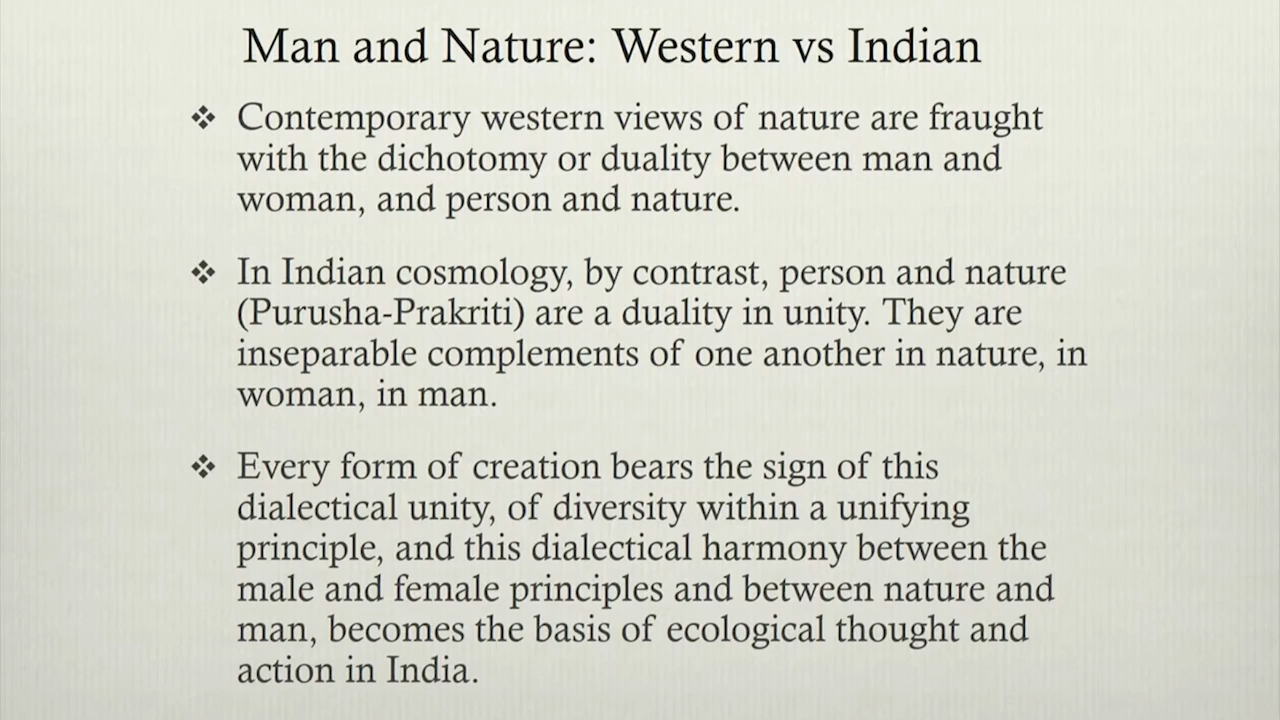 Man and Nature: Western vs Indian
❖ Contemporary western views of nature are fraught
with the dichotomy or duality between man and
woman, and person and nature.
❖ In Indian cosmology, by contrast, person and nature
(Purusha-Prakriti) are a duality in unity. They are
inseparable complements of one another in nature, in
woman, in man.
❖ Every form of creation bears the sign of this
dialectical unity, of diversity within a unifying
principle, and this dialectical harmony between the
male and female principles and between nature and
man, becomes the basis of ecological thought and
action in India.